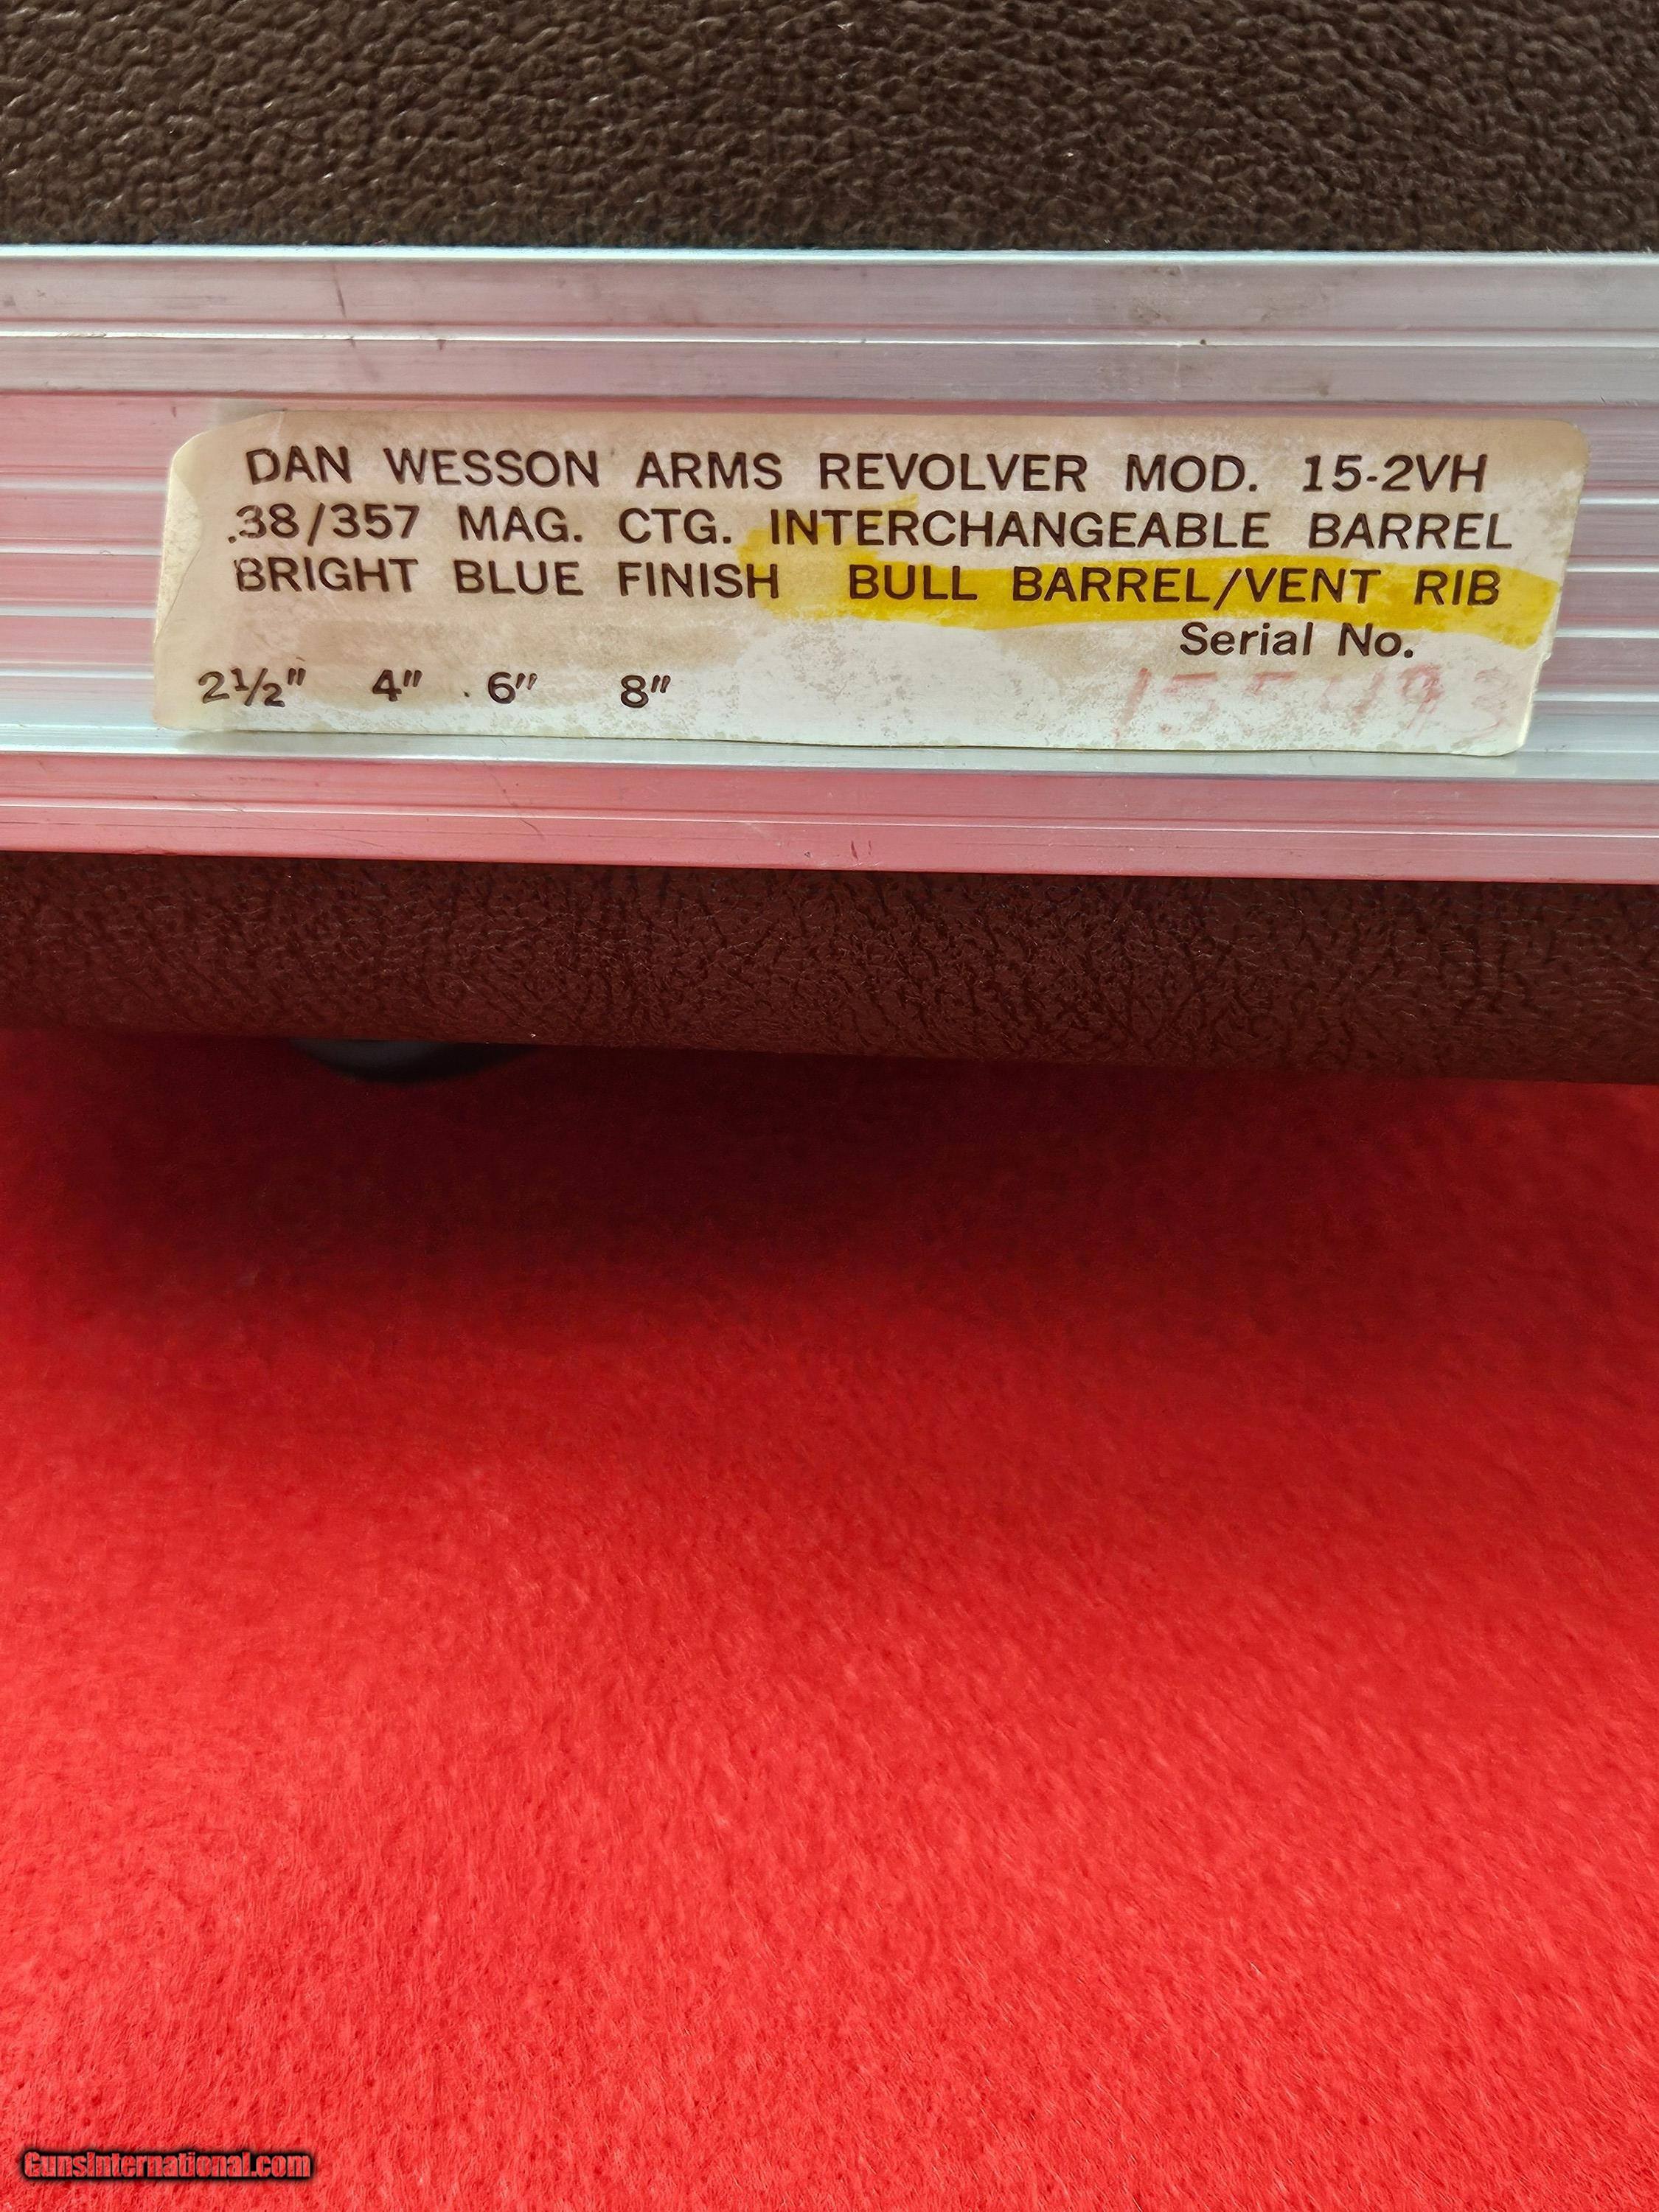 DAN WESSON ARMS REVOLVER MOD. 15-2VH
.38/357 MAG. CTG. INTERCHANGEABLE BARREL
BRIGHT BLUE FINISH BULL BARREL/VENT RIB
Serial No.
2½" 4" 6" 8"
GunsInternational.com